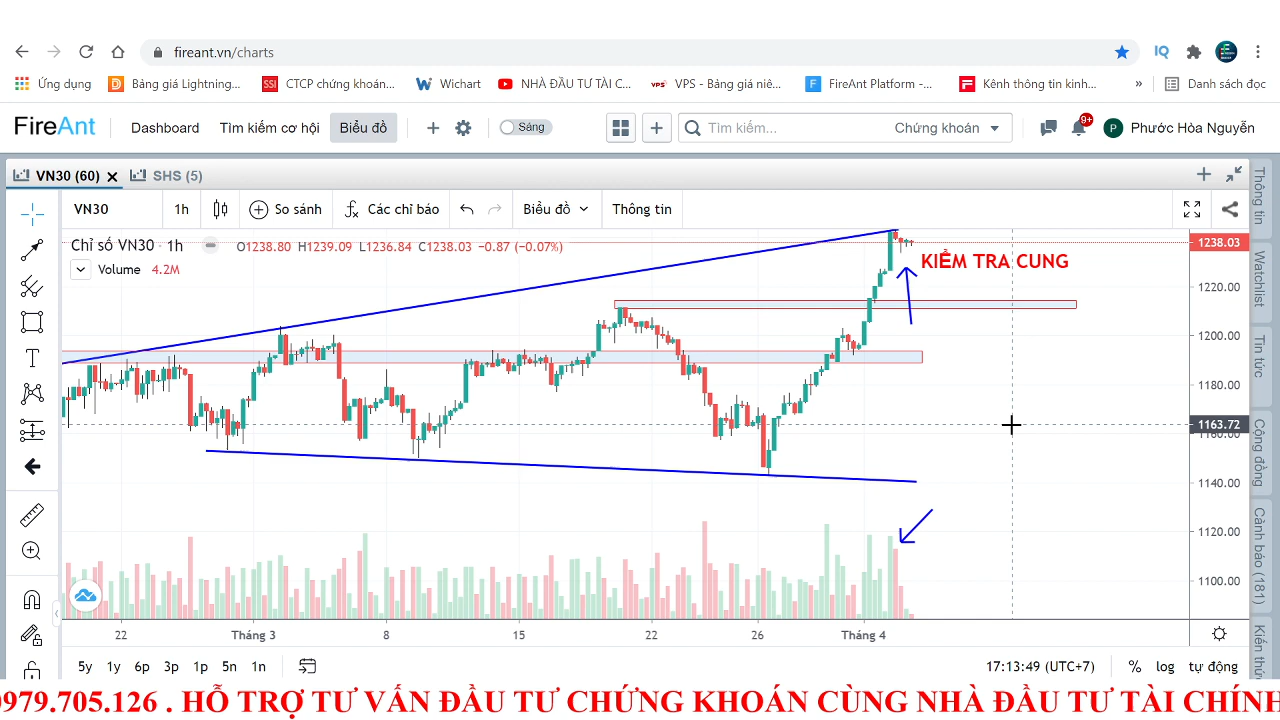 fireant.vn/charts
Ứng dụng
Bảng giá Lightning...
SSI
CTCP chứng khoán...
Wichart
NHÀ ĐẦU TƯ TÀI C...
VPS
VPS - Bảng giá niê...
FireAnt Platform -...
Kênh thông tin kinh...
»
Danh sách đọc
FireAnt
Dashboard
Tìm kiếm cơ hội
Biểu đồ
Sáng
Tìm kiếm...
Chứng khoán
9+
P
Phước Hòa Nguyễn
VN30 (60)
SHS (5)
VN30
1h
So sánh
Các chỉ báo
Biểu đồ
Thông tin
Chỉ số VN30 · 1h
O1238.80 H1239.09 L1236.84 C1238.03 −0.87 (−0.07%)
Volume 4.2M
KIỂM TRA CUNG
1238.03
1220.00
1200.00
1180.00
1163.72
1160.00
1140.00
1120.00
1100.00
22
Tháng 3
8
15
22
26
Tháng 4
5y
1y
6p
3p
1p
5n
1n
17:13:49 (UTC+7)
%
log
tự động
Thông tin
Watchlist
Tin tức
Cộng đồng
Cảnh báo (181)
Kiến thức
0979.705.126 . HỖ TRỢ TƯ VẤN ĐẦU TƯ CHỨNG KHOÁN CÙNG NHÀ ĐẦU TƯ TÀI CHÍNH